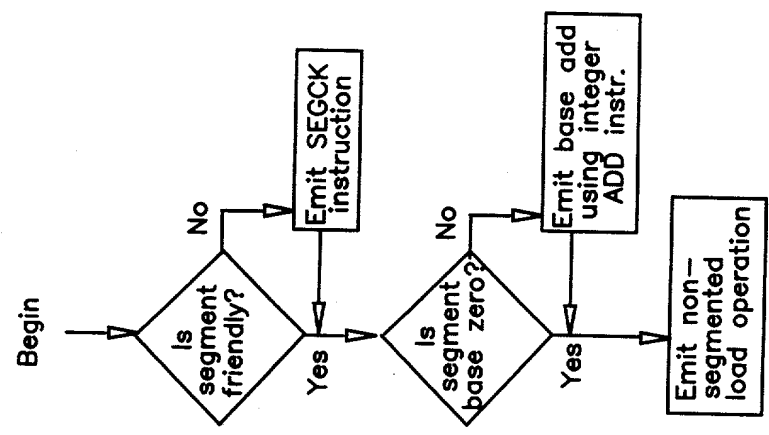 Begin
Is
segment
friendly?
No
Emit SEGCK
instruction
Yes
Is
segment
base zero?
No
Emit base add
using integer
ADD instr.
Yes
Emit non–
segmented
load operation